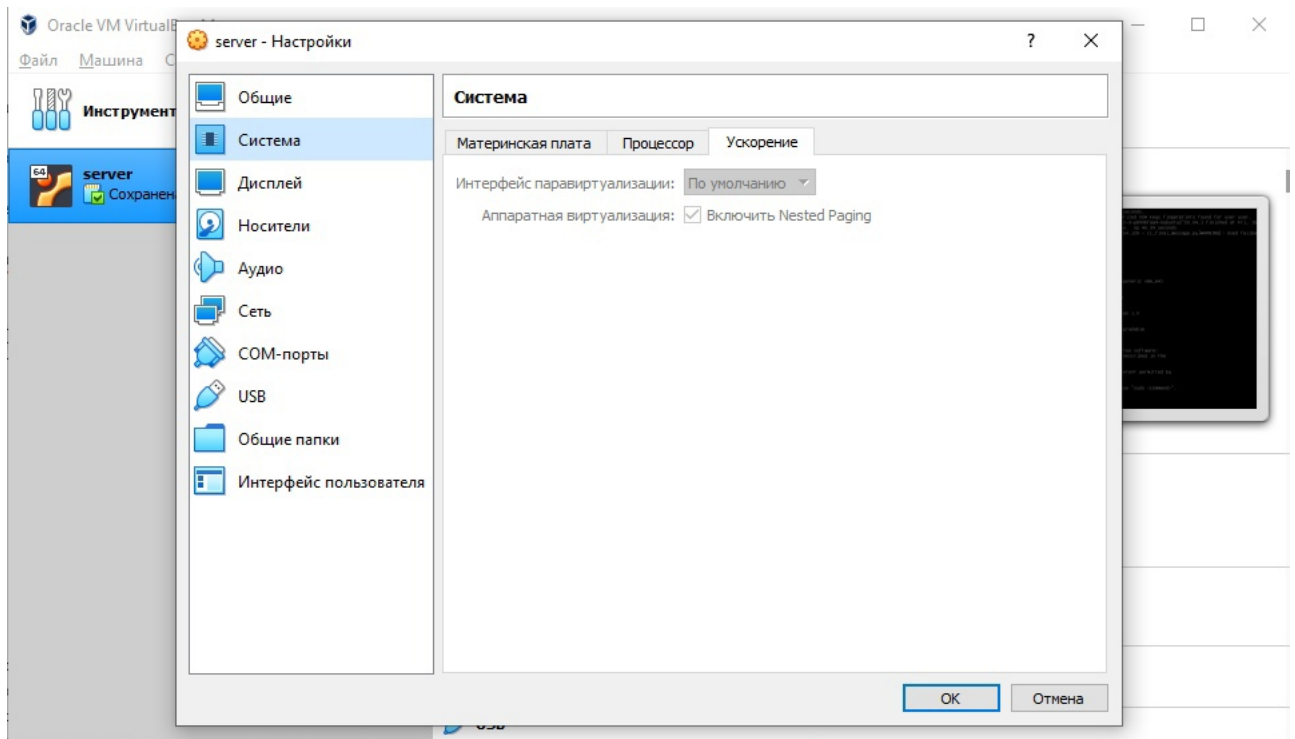 Oracle VM VirtualB
server - Настройки
?
Файл Машина С
Инструмент
64
server
Сохранен
Общие
Система
Дисплей
Носители
Аудио
Сеть
COM-порты
USB
Общие папки
Интерфейс пользователя
Система
Материнская плата Процессор Ускорение
Интерфейс паравиртуализации: По умолчанию
Аппаратная виртуализация: Включить Nested Paging
OK Отмена
USB